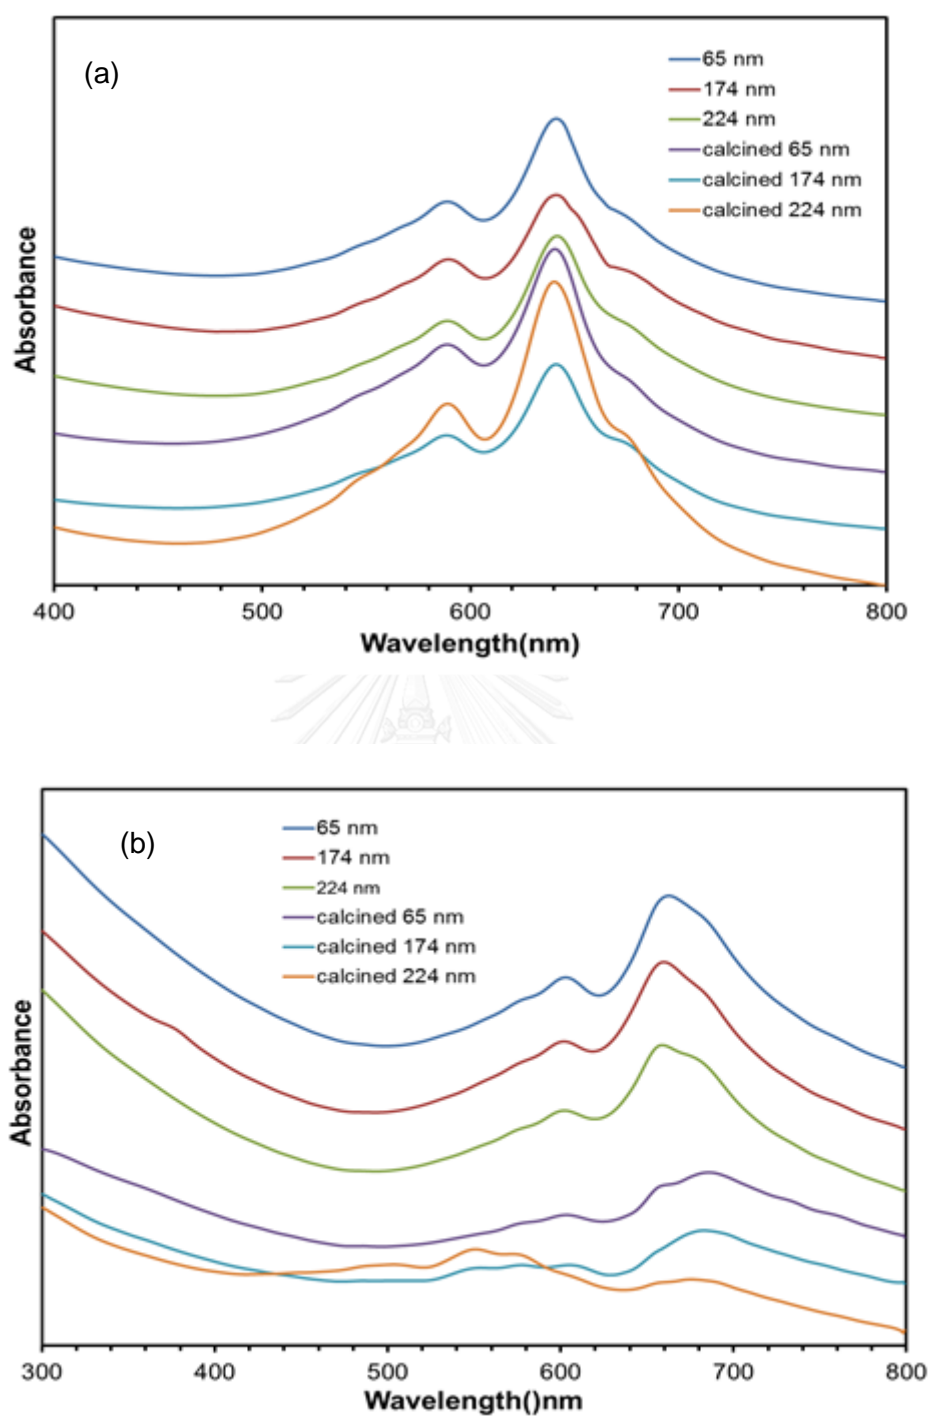 (a)
65 nm
174 nm
224 nm
calcined 65 nm
calcined 174 nm
calcined 224 nm
Absorbance
400 500 600 700 800
Wavelength(nm)
(b)
65 nm
174 nm
224 nm
calcined 65 nm
calcined 174 nm
calcined 224 nm
Absorbance
300 400 500 600 700 800
Wavelength()nm